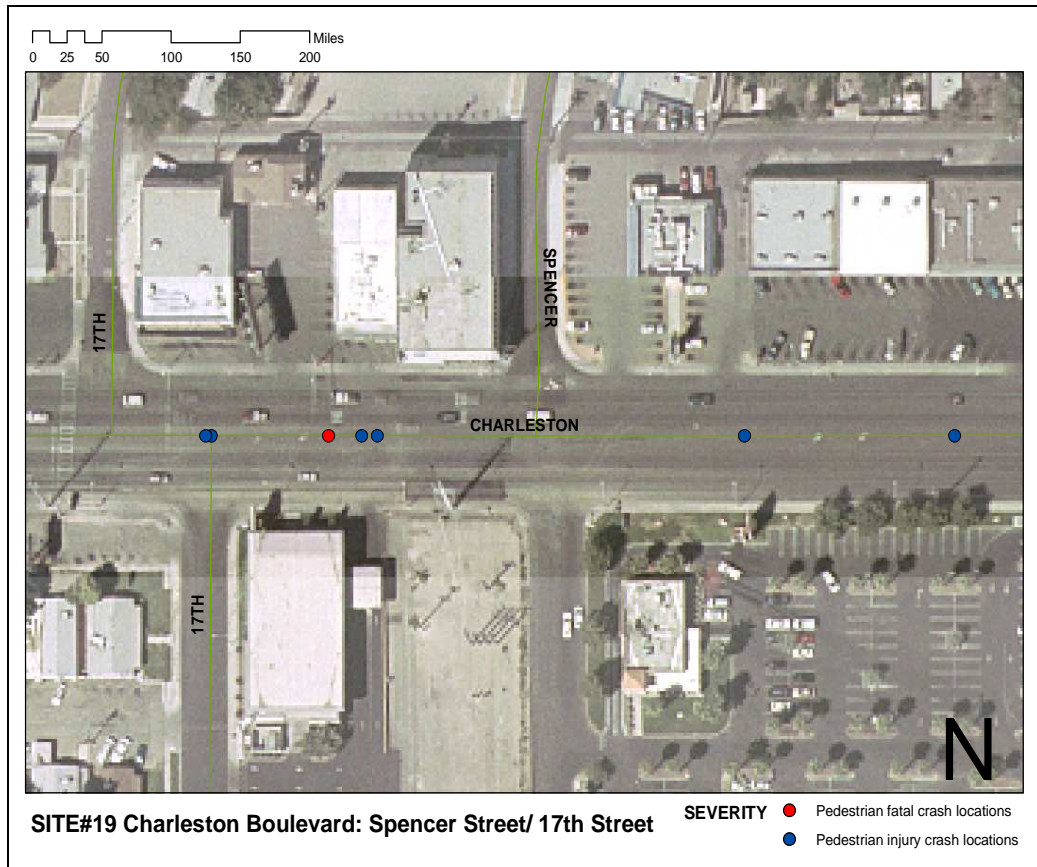 Miles
0 25 50 100 150 200
SPENCER
17TH
CHARLESTON
17TH
N
SITE#19 Charleston Boulevard: Spencer Street/ 17th Street
SEVERITY
Pedestrian fatal crash locations
Pedestrian injury crash locations